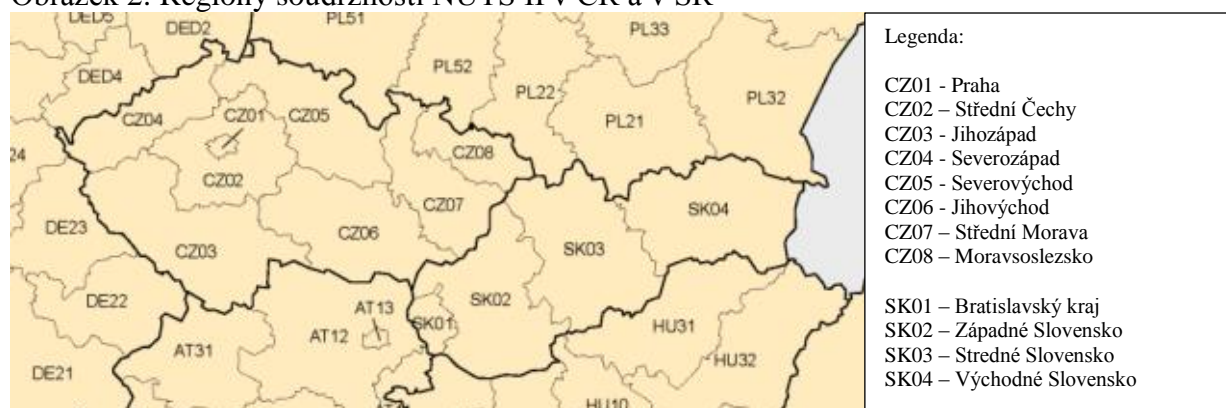 Obrázek 2: Regiony soudržnosti NUTS II v ČR a v SR
DED5
DED2
PL51
PL33
PL52
DED4
PL22
PL32
CZ04
CZ01
CZ05
PL21
CZ08
24
CZ02
CZ07
SK04
DE23
CZ06
CZ03
SK03
DE22
AT13
SK02
AT12
SK01
HU31
AT31
HU32
DE21
HU10
Legenda:
CZ01 - Praha
CZ02 – Střední Čechy
CZ03 - Jihozápad
CZ04 - Severozápad
CZ05 - Severovýchod
CZ06 - Jihovýchod
CZ07 – Střední Morava
CZ08 – Moravsoslezsko
SK01 – Bratislavský kraj
SK02 – Západné Slovensko
SK03 – Stredné Slovensko
SK04 – Východné Slovensko